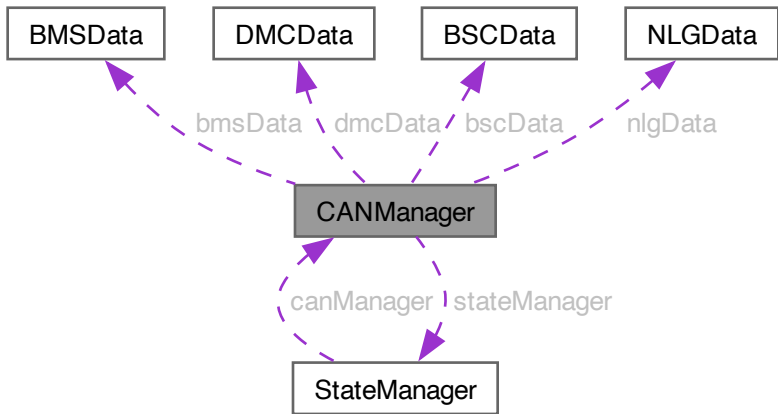 BMSData DMCData BSCData NLGData
bmsData dmcData bscData nlgData
CANManager
canManager stateManager
StateManager